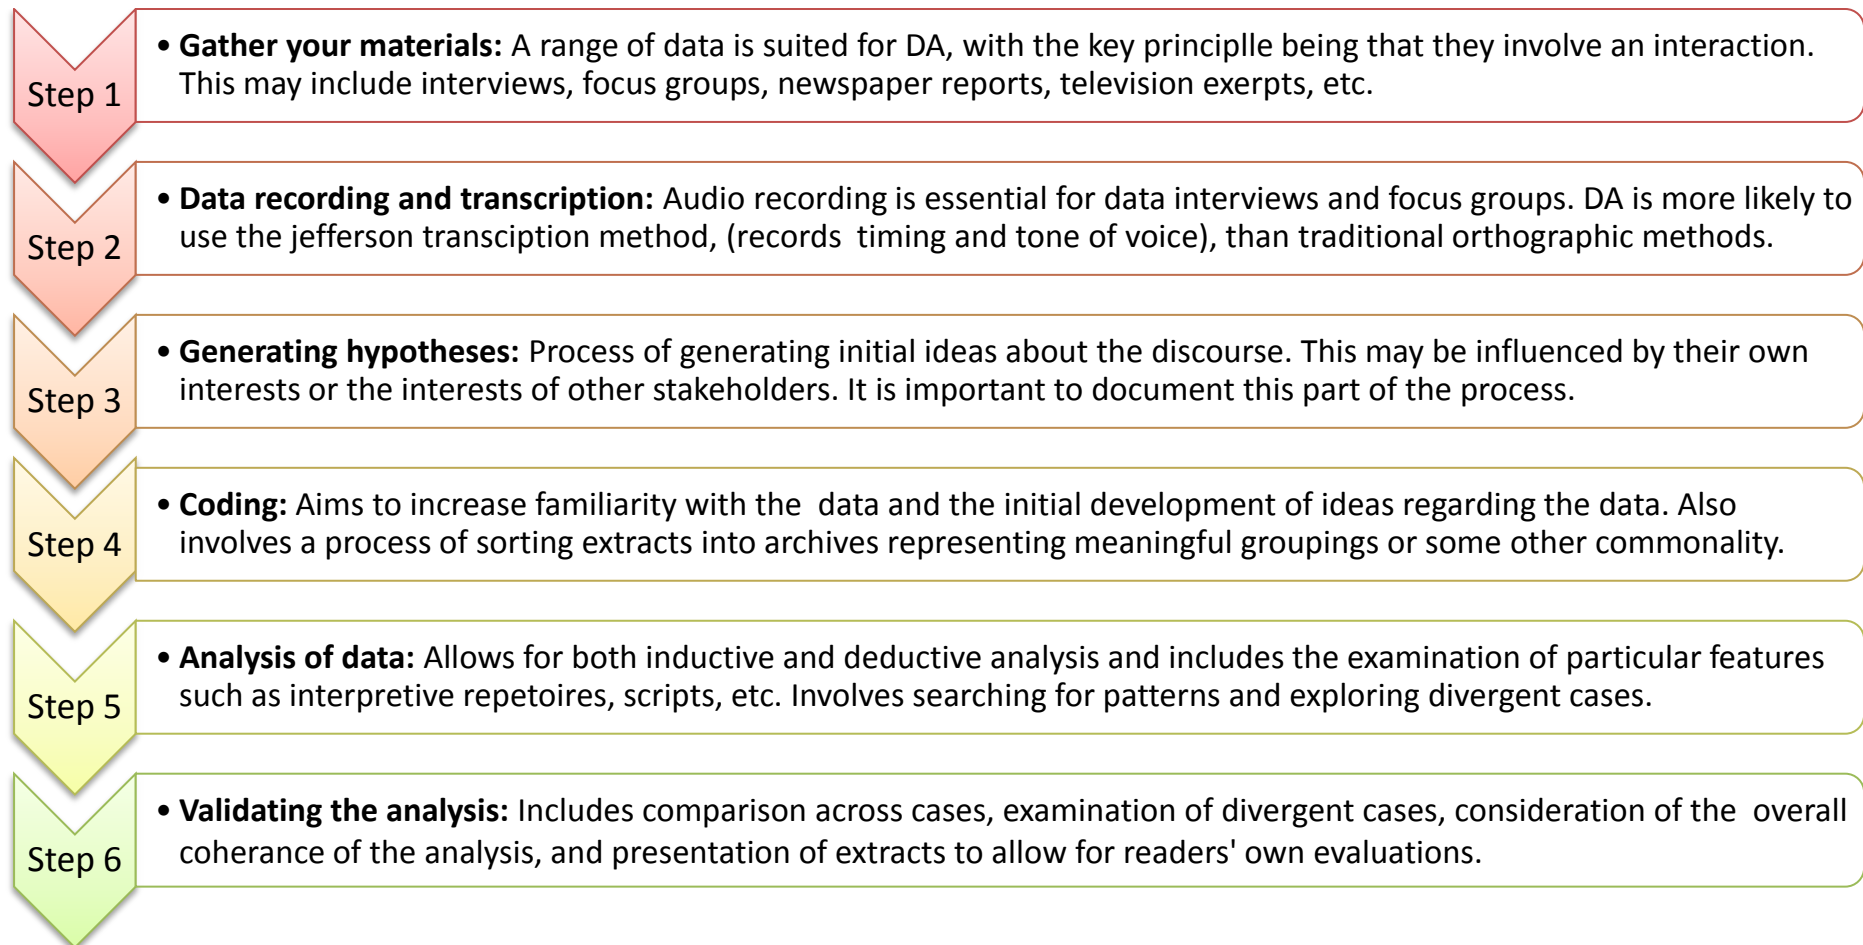 Step 1
• Gather your materials: A range of data is suited for DA, with the key principlle being that they involve an interaction.
This may include interviews, focus groups, newspaper reports, television exerpts, etc.
Step 2
• Data recording and transcription: Audio recording is essential for data interviews and focus groups. DA is more likely to
use the jefferson transciption method, (records timing and tone of voice), than traditional orthographic methods.
Step 3
• Generating hypotheses: Process of generating initial ideas about the discourse. This may be influenced by their own
interests or the interests of other stakeholders. It is important to document this part of the process.
Step 4
• Coding: Aims to increase familiarity with the data and the initial development of ideas regarding the data. Also
involves a process of sorting extracts into archives representing meaningful groupings or some other commonality.
Step 5
• Analysis of data: Allows for both inductive and deductive analysis and includes the examination of particular features
such as interpretive repetoires, scripts, etc. Involves searching for patterns and exploring divergent cases.
Step 6
• Validating the analysis: Includes comparison across cases, examination of divergent cases, consideration of the overall
coherance of the analysis, and presentation of extracts to allow for readers' own evaluations.